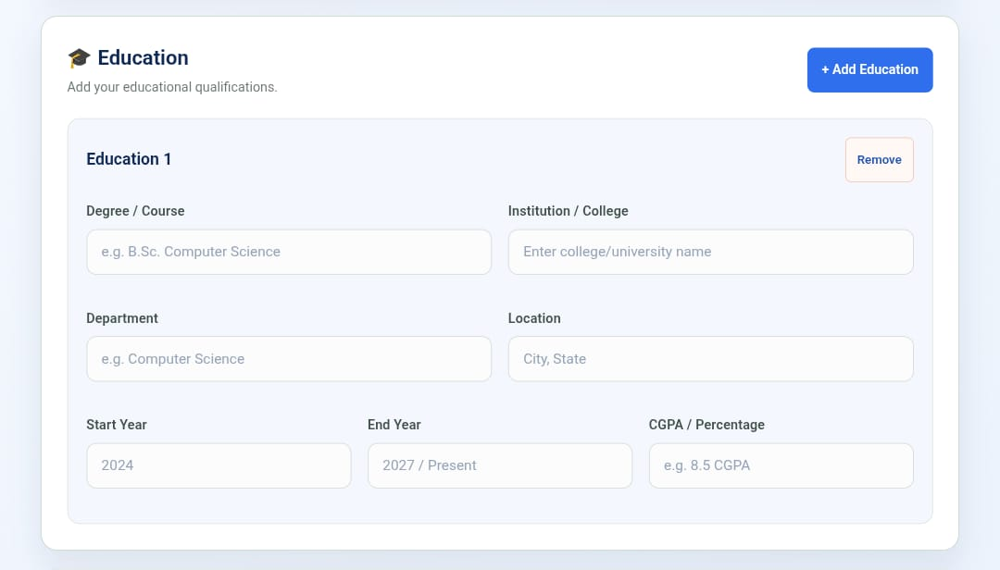 🎓 Education
+ Add Education
Add your educational qualifications.
Education 1
Remove
Degree / Course
Institution / College
e.g. B.Sc. Computer Science
Enter college/university name
Department
Location
e.g. Computer Science
City, State
Start Year
End Year
CGPA / Percentage
2024
2027 / Present
e.g. 8.5 CGPA